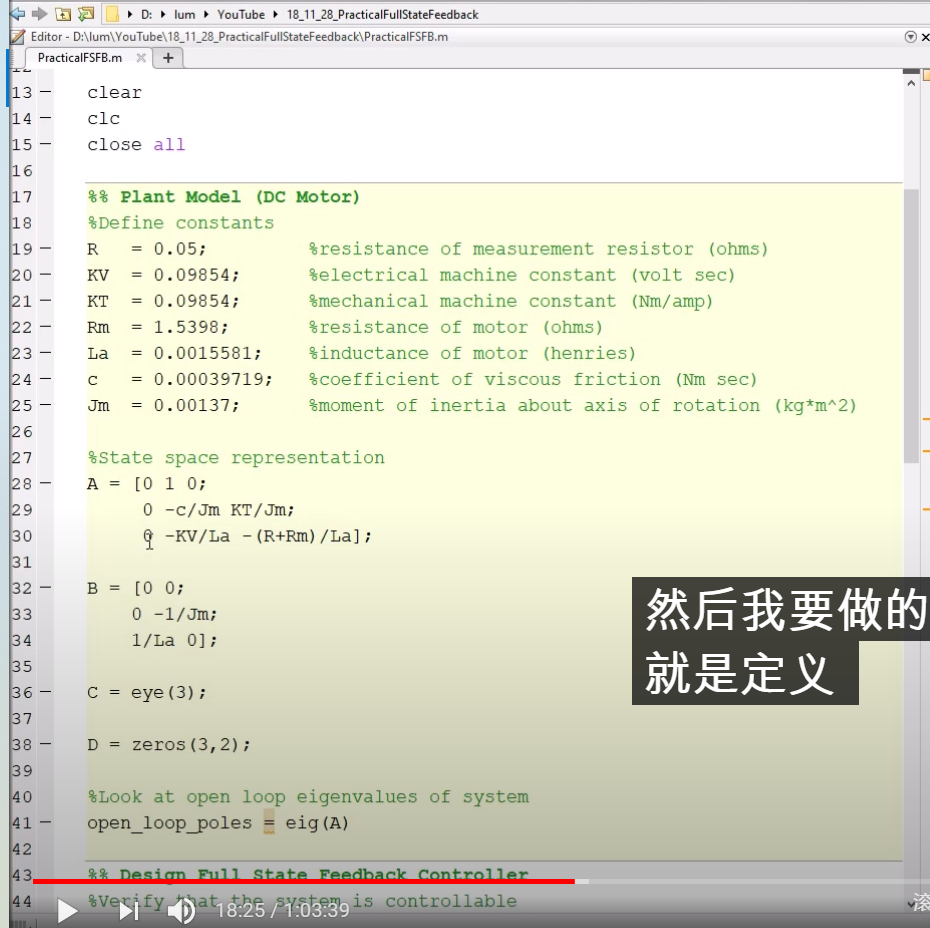 D: ▸ lum ▸ YouTube ▸ 18_11_28_PracticalFullStateFeedback
Editor - D:\lum\YouTube\18_11_28_PracticalFullStateFeedback\PracticalFSFB.m
PracticalFSFB.m
13 clear
14 clc
15 close all
16
17 %% Plant Model (DC Motor)
18 %Define constants
19 R = 0.05; %resistance of measurement resistor (ohms)
20 KV = 0.09854; %electrical machine constant (volt sec)
21 KT = 0.09854; %mechanical machine constant (Nm/amp)
22 Rm = 1.5398; %resistance of motor (ohms)
23 La = 0.0015581; %inductance of motor (henries)
24 c = 0.00039719; %coefficient of viscous friction (Nm sec)
25 Jm = 0.00137; %moment of inertia about axis of rotation (kg*m^2)
26
27 %State space representation
28 A = [0 1 0;
29 0 -c/Jm KT/Jm;
30 0 -KV/La -(R+Rm)/La];
31
32 B = [0 0;
33 0 -1/Jm;
34 1/La 0];
35
36 C = eye(3);
37
38 D = zeros(3,2);
39
40 %Look at open loop eigenvalues of system
41 open_loop_poles = eig(A)
42
43 %% Design Full State Feedback Controller
44 %Verify that the system is controllable
然后我要做的
就是定义
18:25 / 1:03:39
滚